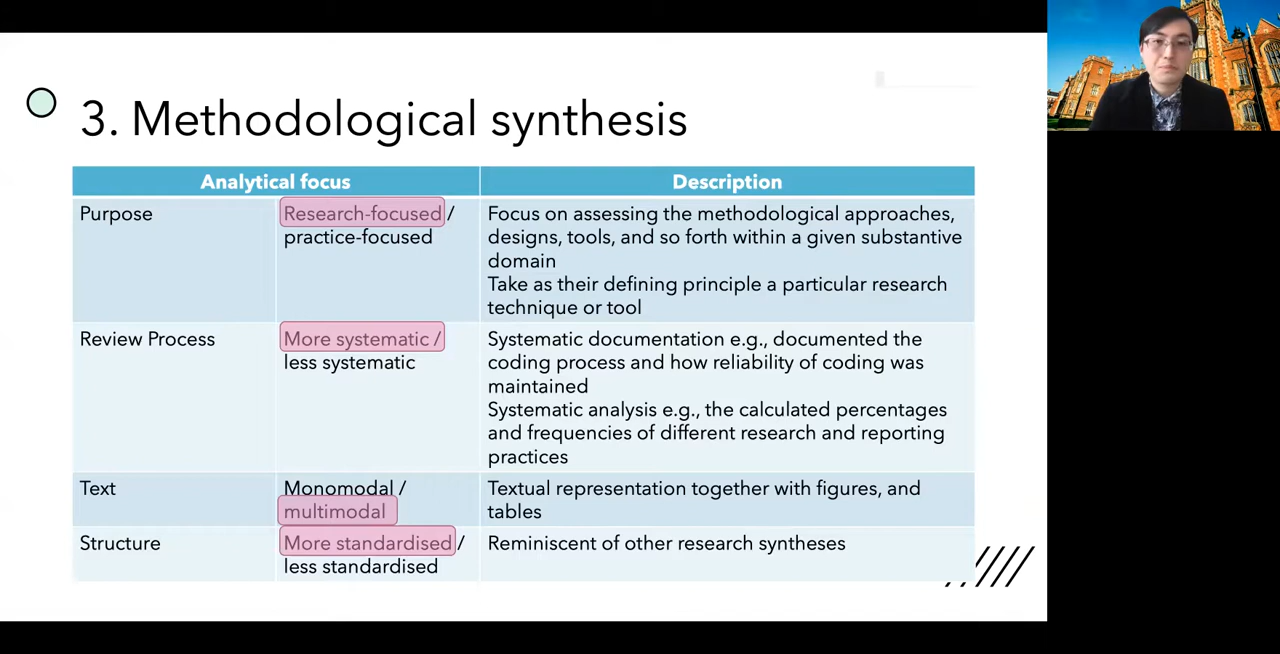 3. Methodological synthesis
Analytical focus Description
Purpose Research-focused / Focus on assessing the methodological approaches,
practice-focused designs, tools, and so forth within a given substantive
domain
Take as their defining principle a particular research
technique or tool
Review Process More systematic / Systematic documentation e.g., documented the
less systematic coding process and how reliability of coding was
maintained
Systematic analysis e.g., the calculated percentages
and frequencies of different research and reporting
practices
Text Monomodal / Textual representation together with figures, and
multimodal tables
Structure More standardised / Reminiscent of other research syntheses
less standardised